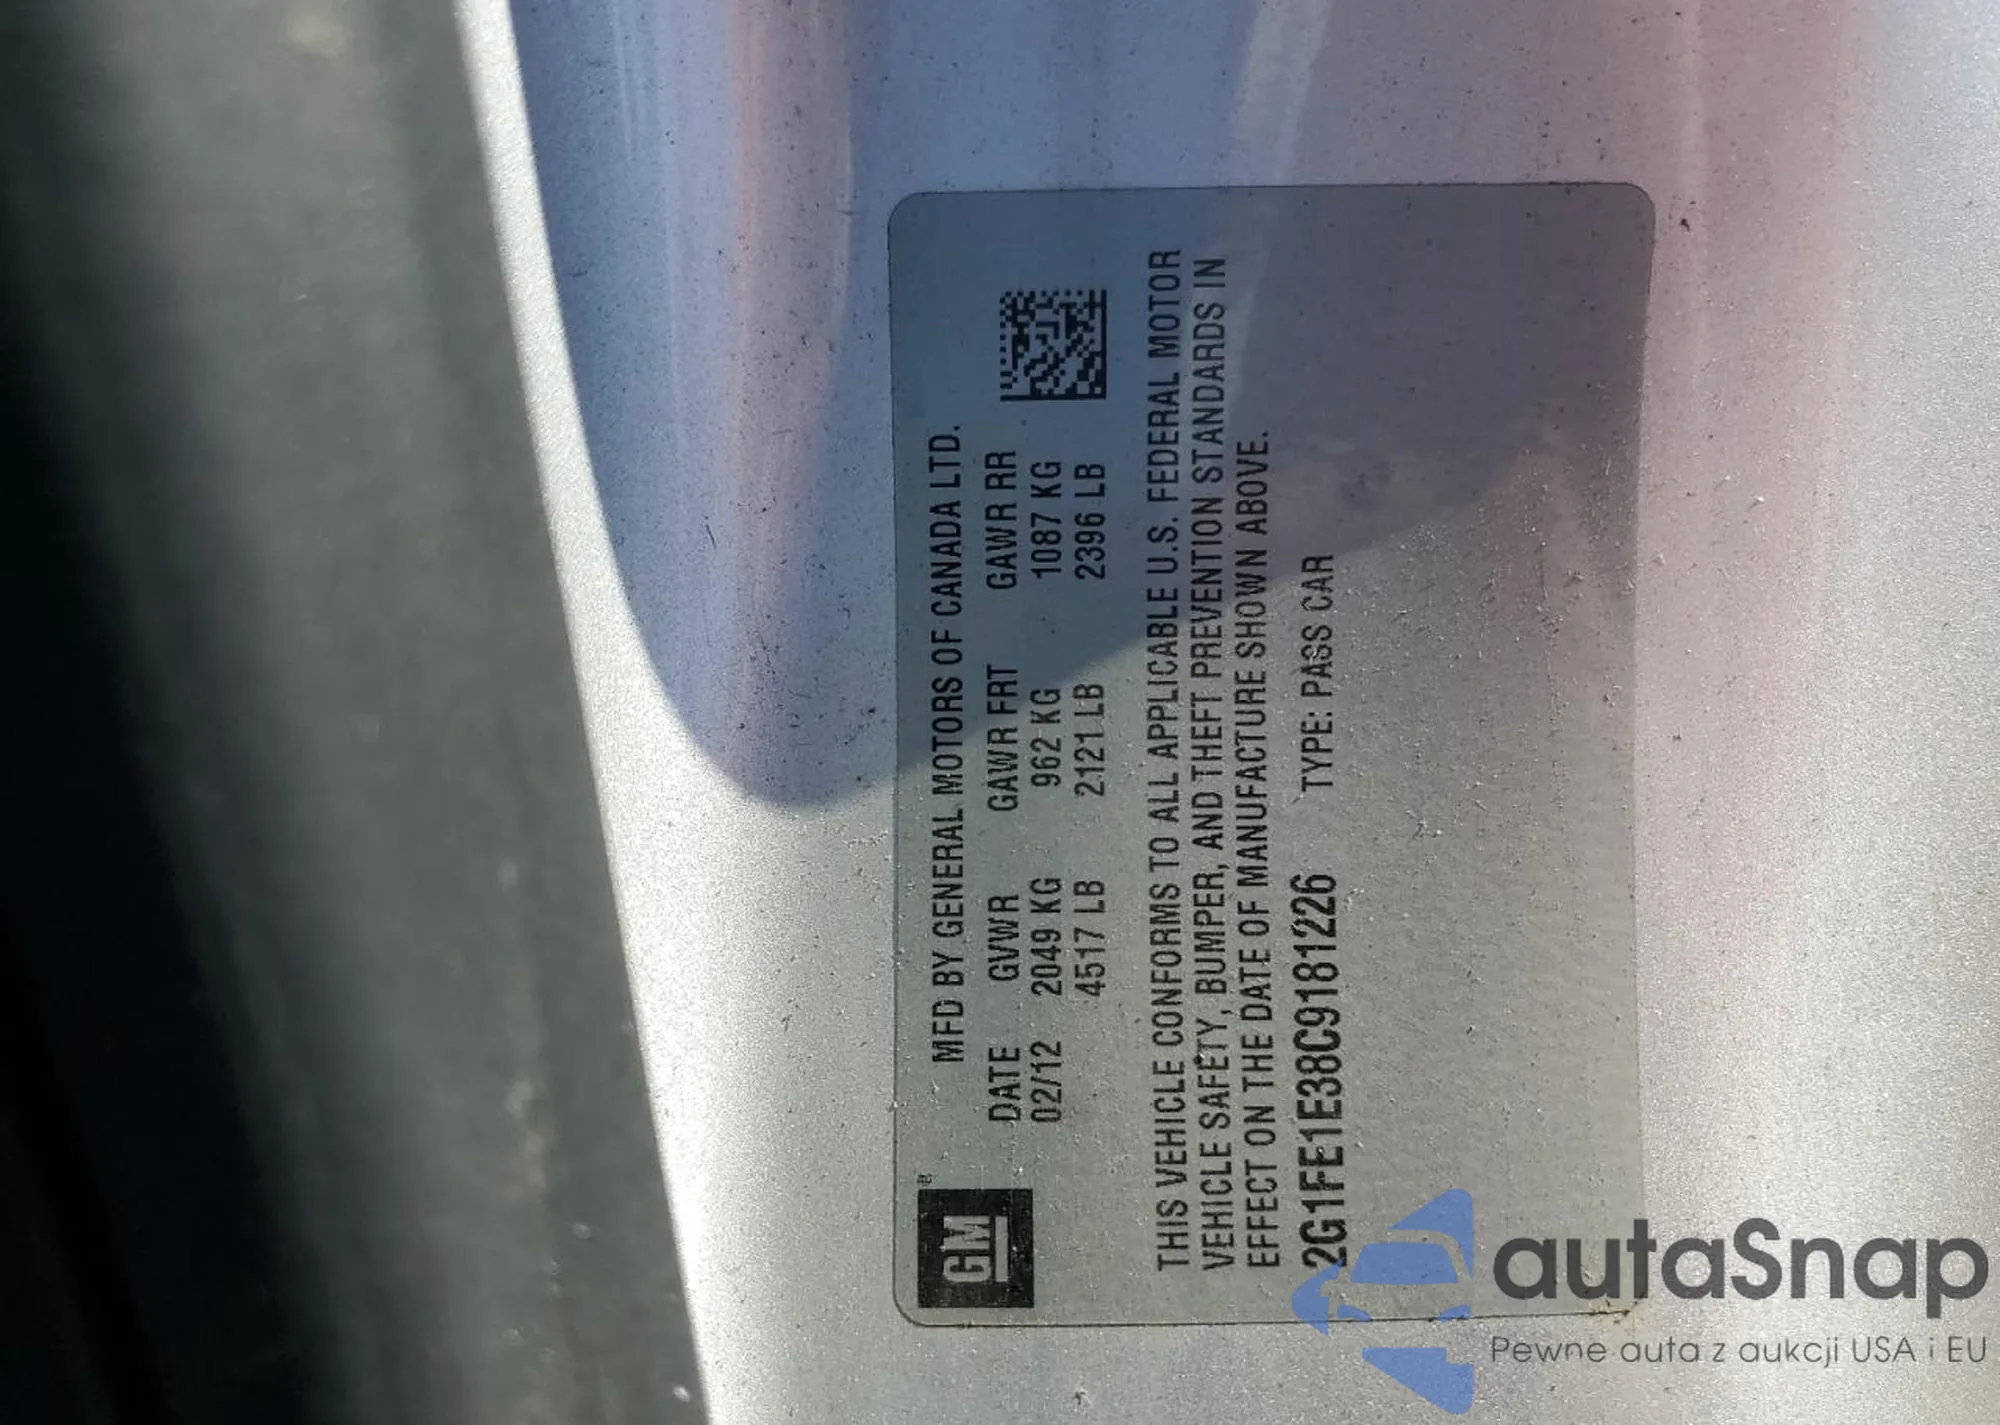 GM ®
MFD BY GENERAL MOTORS OF CANADA LTD.
DATE GVWR GAWR FRT GAWR RR
02/12 2049 KG 962 KG 1087 KG
4517 LB 2121 LB 2396 LB
THIS VEHICLE CONFORMS TO ALL APPLICABLE U.S. FEDERAL MOTOR
VEHICLE SAFETY, BUMPER, AND THEFT PREVENTION STANDARDS IN
EFFECT ON THE DATE OF MANUFACTURE SHOWN ABOVE.
2G1FE1E38C9181226 TYPE: PASS CAR
autaSnap
Pewne auta z aukcji USA i EU